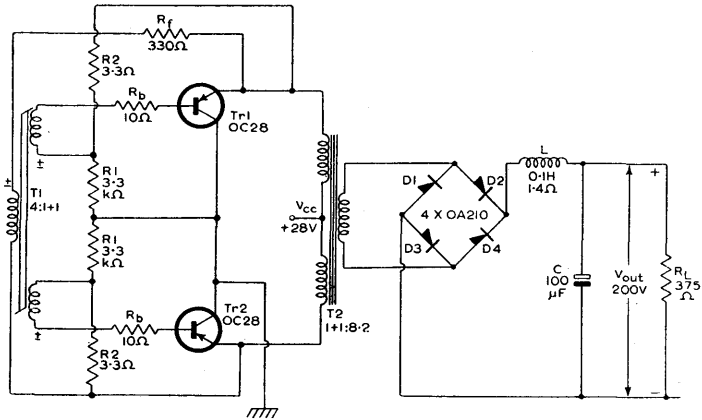 Rf
330Ω
R2
3·3Ω
Rb
10Ω
Tr1
OC28
±
±
T1
4:1+1
R1
3·3
kΩ
R1
3·3
kΩ
Vcc
+28V
D1
D2
4 X OA210
D3
D4
L
0·1H
1·4Ω
+
C
100
μF
Vout
200V
RL
375
Ω
−
Tr2
OC28
Rb
10Ω
±
R2
3·3Ω
T2
1+1:8·2